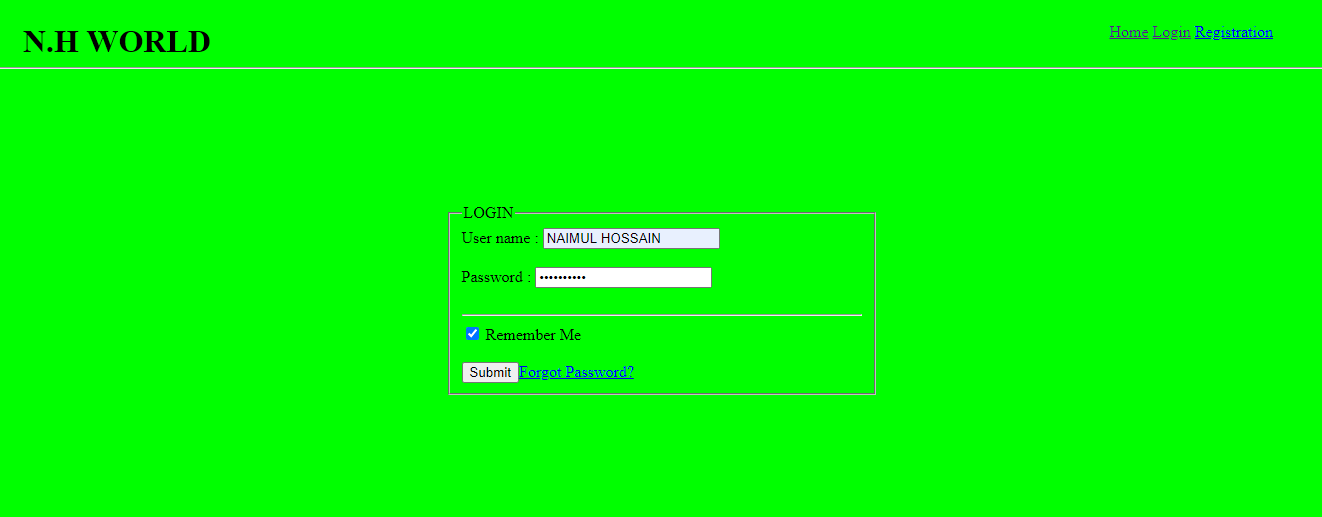 N.H WORLD
Home Login Registration
LOGIN
User name : NAIMUL HOSSAIN
Password : ••••••••••
Remember Me
Submit Forgot Password?